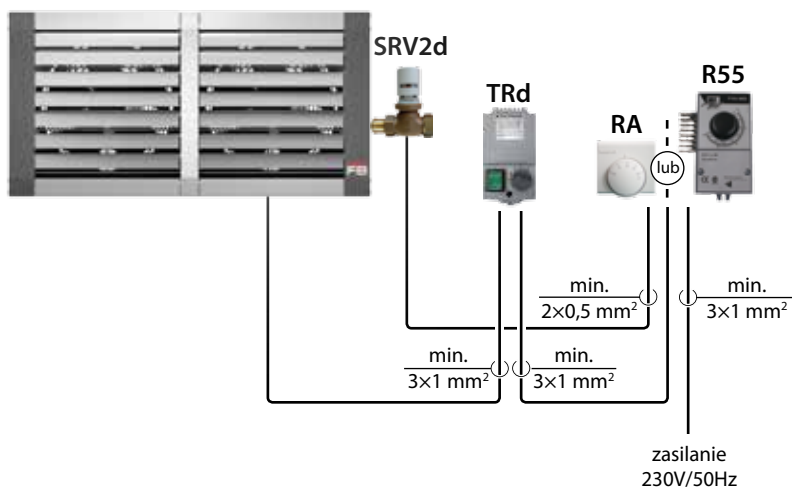 SRV2d
TRd
RA
R55
lub
FB
min.
2×0,5 mm²
min.
3×1 mm²
min.
3×1 mm²
min.
3×1 mm²
zasilanie
230V/50Hz